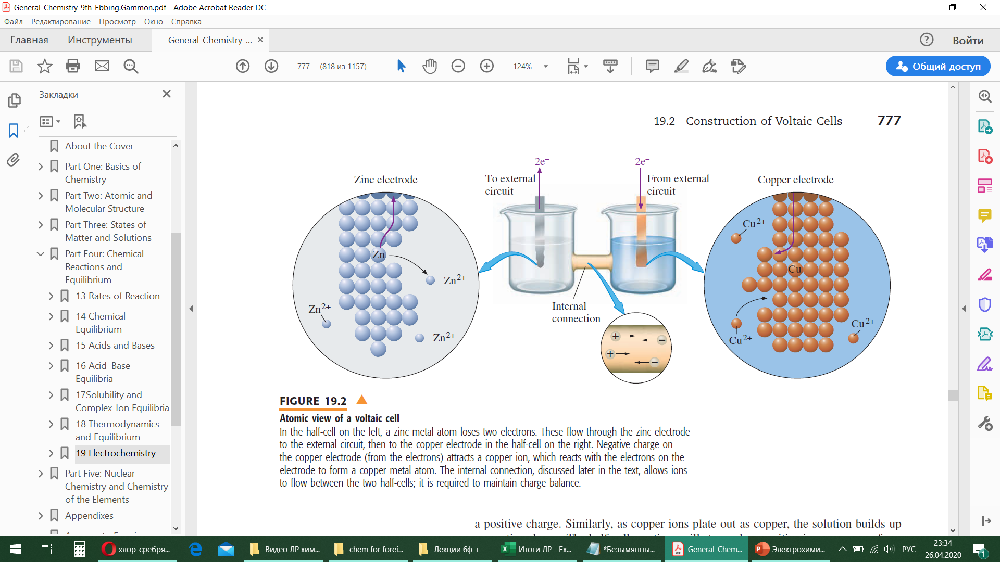 General_Chemistry_9th-Ebbing.Gammon.pdf - Adobe Acrobat Reader DC
Файл Редактирование Просмотр Окно Справка
Главная Инструменты General_Chemistry_... × ? Войти
777 (818 из 1157) 124% Общий доступ
Закладки
About the Cover
Part One: Basics of
Chemistry
Part Two: Atomic and
Molecular Structure
Part Three: States of
Matter and Solutions
Part Four: Chemical
Reactions and
Equilibrium
13 Rates of Reaction
14 Chemical
Equilibrium
15 Acids and Bases
16 Acid–Base
Equilibria
17Solubility and
Complex-Ion Equilibria
18 Thermodynamics
and Equilibrium
19 Electrochemistry
Part Five: Nuclear
Chemistry and Chemistry
of the Elements
Appendixes
19.2 Construction of Voltaic Cells 777
2e⁻ 2e⁻
Zinc electrode
To external
circuit
From external
circuit
Copper electrode
Zn
Zn²⁺
Zn²⁺
Zn²⁺
Internal
connection
+ −
+ −
Cu²⁺
Cu
Cu²⁺
Cu²⁺
FIGURE 19.2
Atomic view of a voltaic cell
In the half-cell on the left, a zinc metal atom loses two electrons. These flow through the zinc electrode
to the external circuit, then to the copper electrode in the half-cell on the right. Negative charge on
the copper electrode (from the electrons) attracts a copper ion, which reacts with the electrons on the
electrode to form a copper metal atom. The internal connection, discussed later in the text, allows ions
to flow between the two half-cells; it is required to maintain charge balance.
a positive charge. Similarly, as copper ions plate out as copper, the solution builds up
хлор-сребря... Видео ЛР хим... chem for forei... Лекции 6ф-т Итоги ЛР - Ex... *Безымянны... General_Chem... Электрохими... РУС
23:34
26.04.2020
1